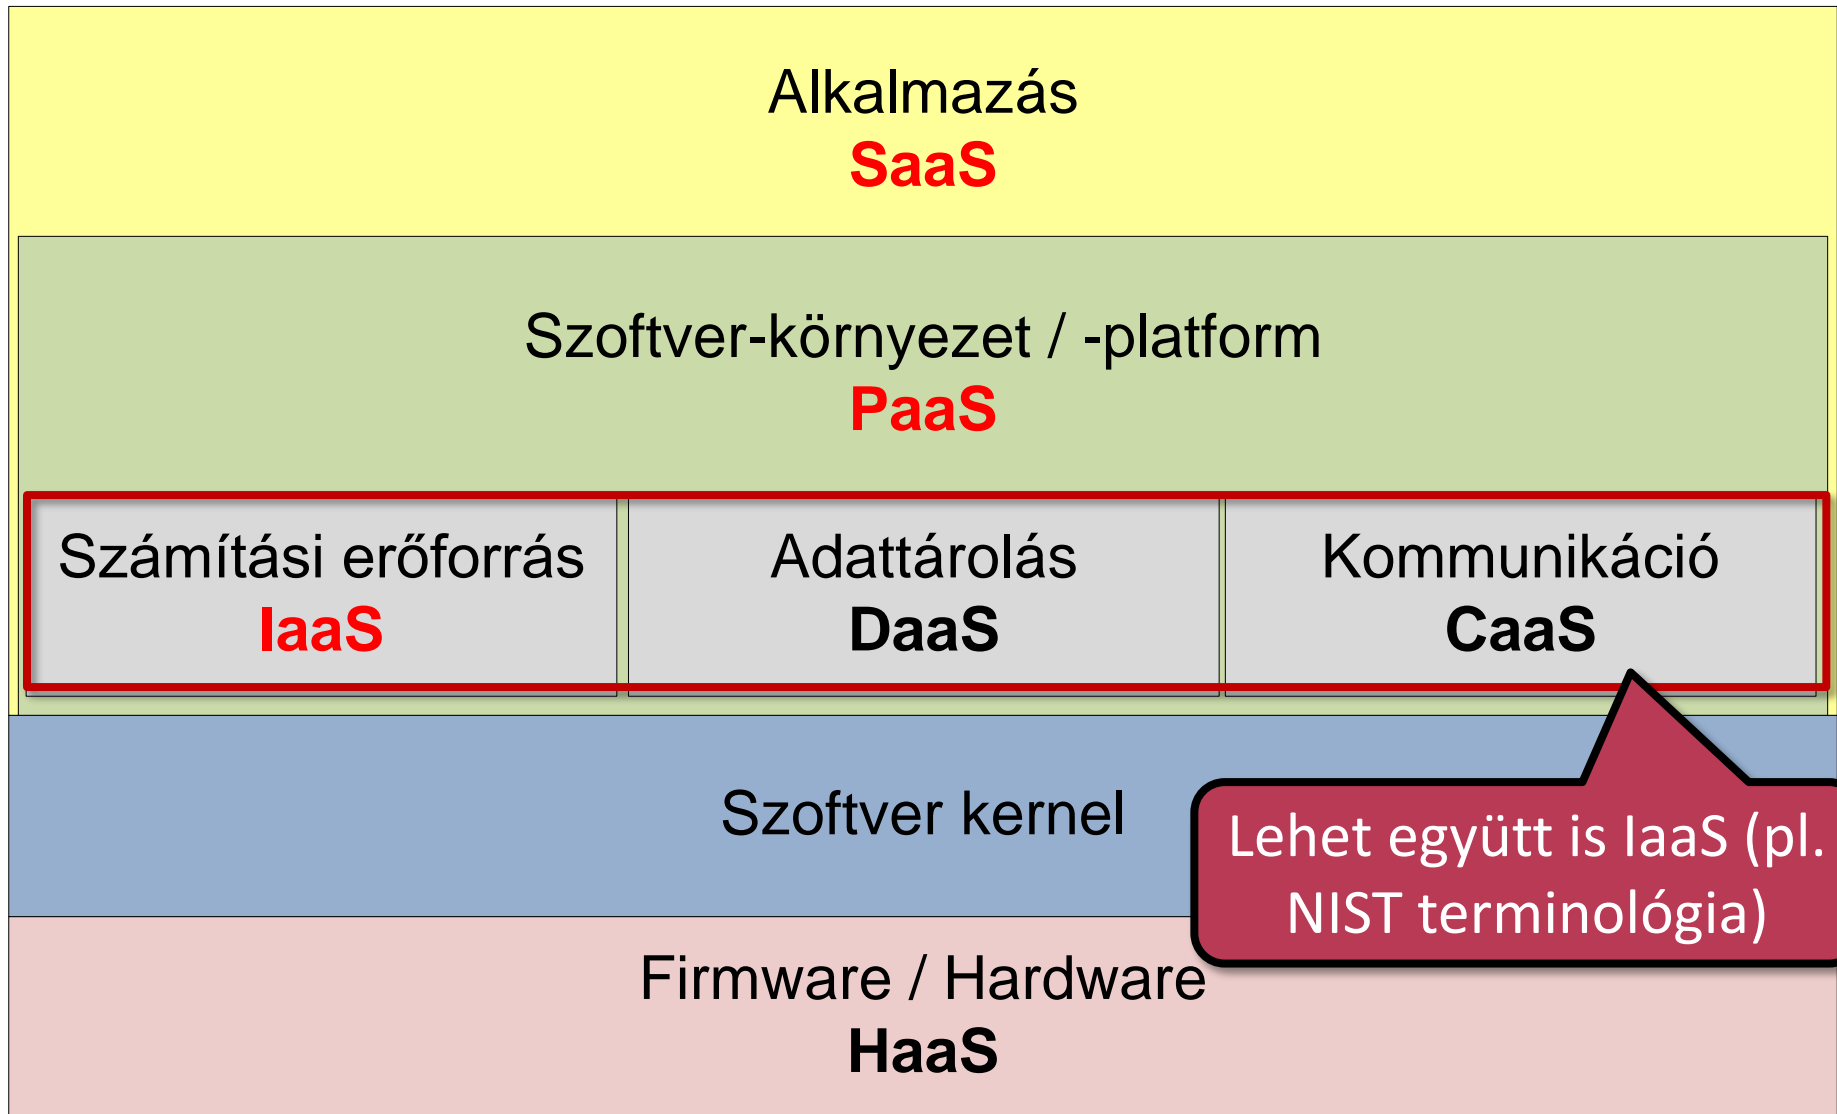 Alkalmazás
SaaS
Szoftver-környezet / -platform
PaaS
Számítási erőforrás
IaaS
Adattárolás
DaaS
Kommunikáció
CaaS
Szoftver kernel
Lehet együtt is IaaS (pl.
NIST terminológia)
Firmware / Hardware
HaaS